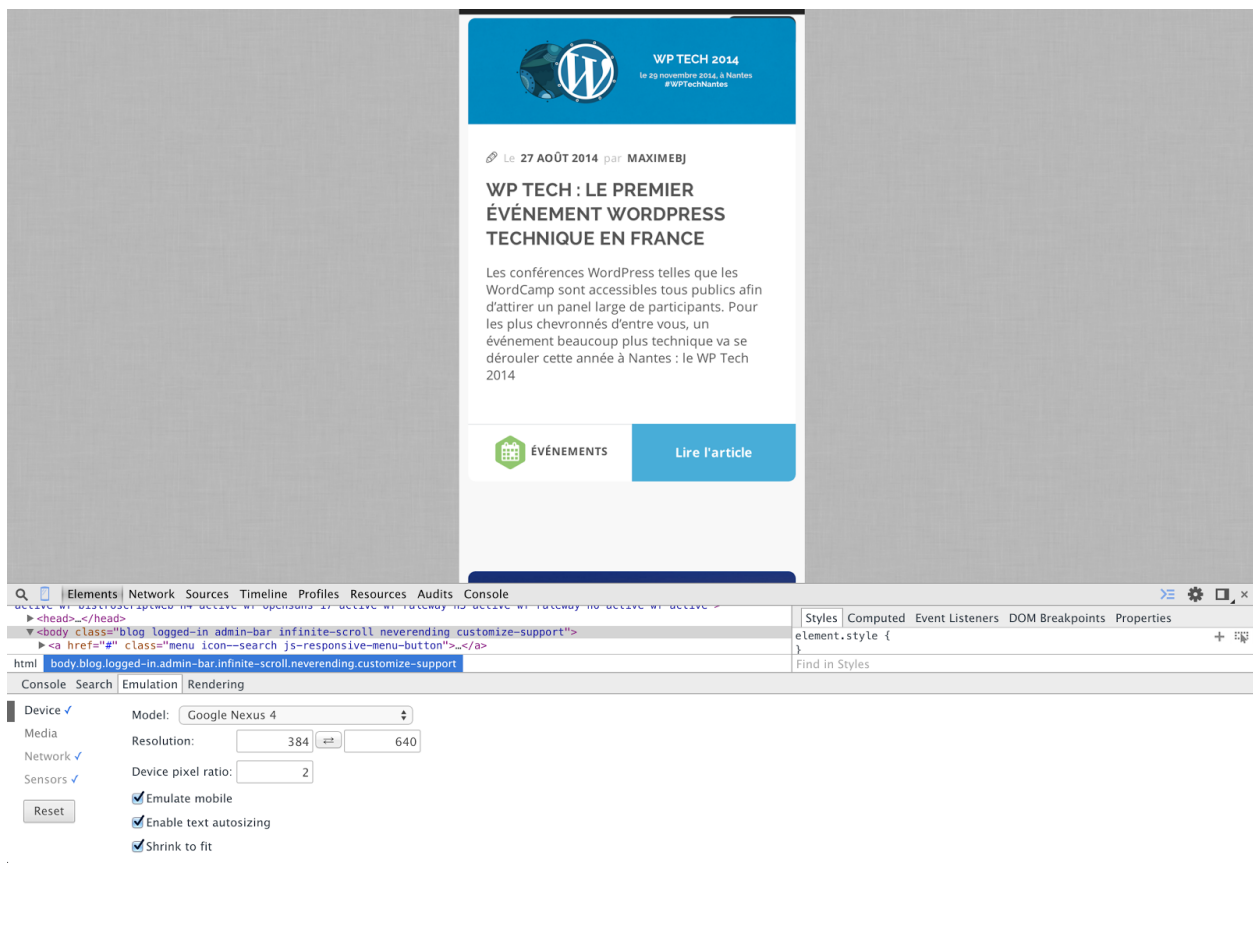 WP TECH 2014
le 29 novembre 2014, à Nantes
#WPTechNantes
Le 27 AOÛT 2014 par MAXIMEBJ
WP TECH : LE PREMIER
ÉVÉNEMENT WORDPRESS
TECHNIQUE EN FRANCE
Les conférences WordPress telles que les
WordCamp sont accessibles tous publics afin
d'attirer un panel large de participants. Pour
les plus chevronnés d'entre vous, un
événement beaucoup plus technique va se
dérouler cette année à Nantes : le WP Tech
2014
ÉVÉNEMENTS
Lire l'article
Elements Network Sources Timeline Profiles Resources Audits Console
▶<head>…</head>
▼<body class="blog logged-in admin-bar infinite-scroll neverending customize-support">
▶<a href="#" class="menu icon--search js-responsive-menu-button">…</a>
html body.blog.logged-in.admin-bar.infinite-scroll.neverending.customize-support
Styles Computed Event Listeners DOM Breakpoints Properties
element.style {
}
Find in Styles
Console Search Emulation Rendering
Device ✓
Media
Network ✓
Sensors ✓
Reset
Model: Google Nexus 4
Resolution: 384 640
Device pixel ratio: 2
Emulate mobile
Enable text autosizing
Shrink to fit